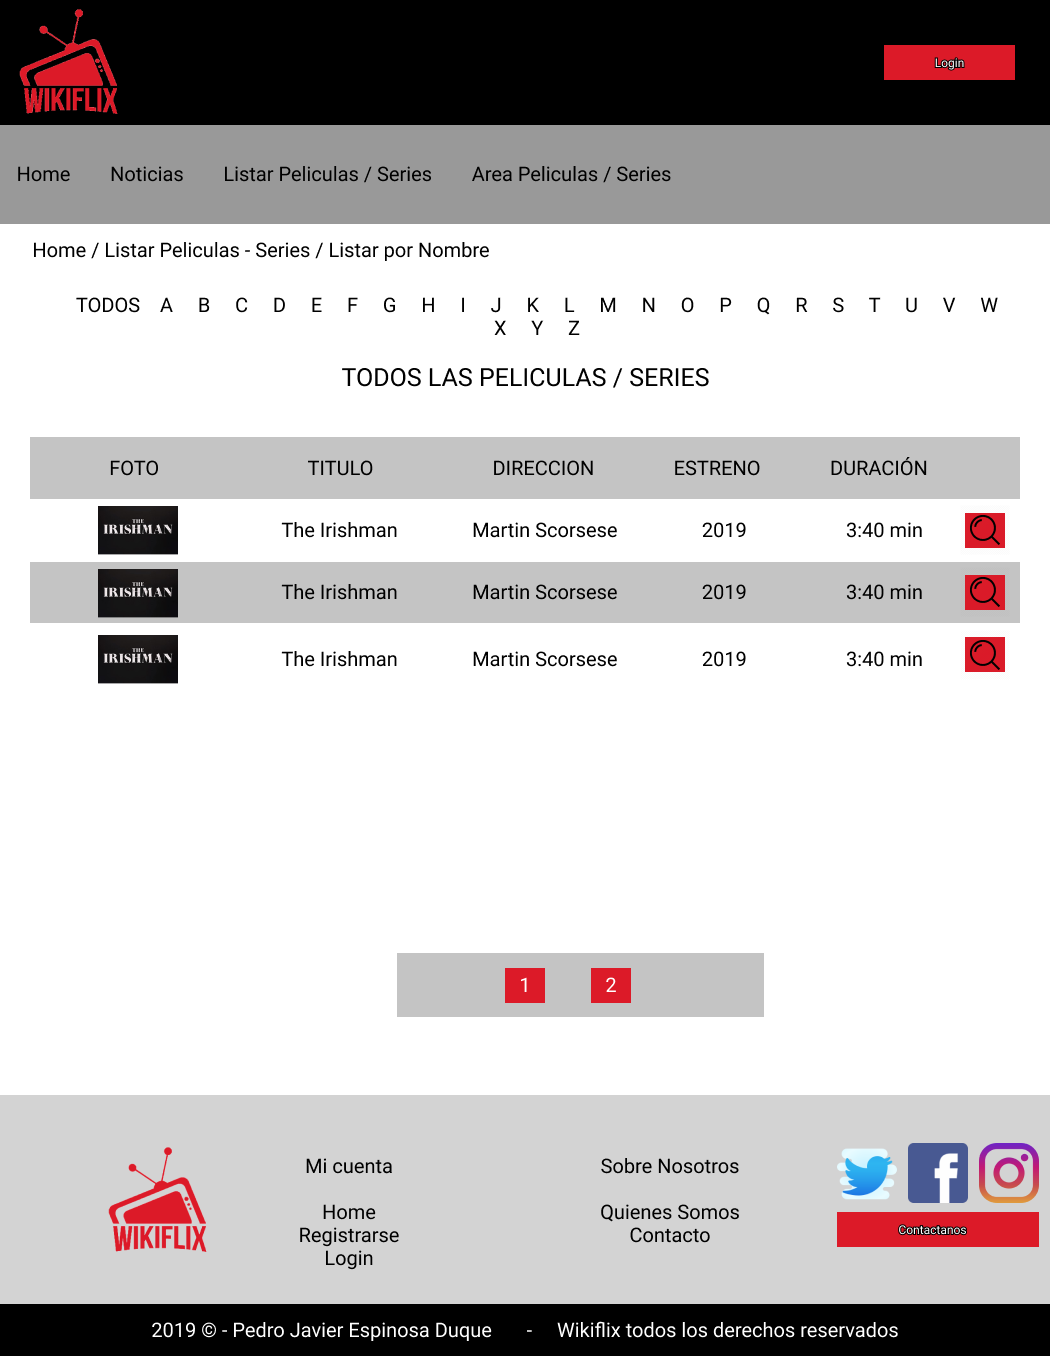 WIKIFLIX
Login
Home Noticias Listar Peliculas / Series Area Peliculas / Series
Home / Listar Peliculas - Series / Listar por Nombre
TODOS A B C D E F G H I J K L M N O P Q R S T U V W
X Y Z
TODOS LAS PELICULAS / SERIES
FOTO TITULO DIRECCION ESTRENO DURACIÓN
THE
IRISHMAN The Irishman Martin Scorsese 2019 3:40 min
THE
IRISHMAN The Irishman Martin Scorsese 2019 3:40 min
THE
IRISHMAN The Irishman Martin Scorsese 2019 3:40 min
1 2
WIKIFLIX
Mi cuenta
Home
Registrarse
Login
Sobre Nosotros
Quienes Somos
Contacto
Contactanos
2019 © - Pedro Javier Espinosa Duque - Wikiflix todos los derechos reservados